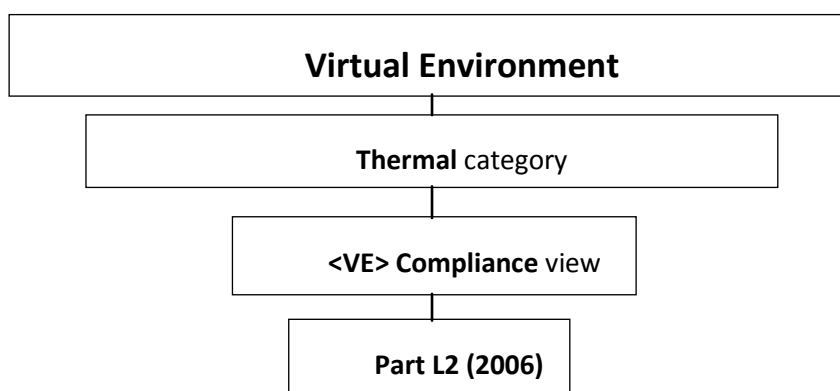 Virtual Environment
Thermal category
<VE> Compliance view
Part L2 (2006)